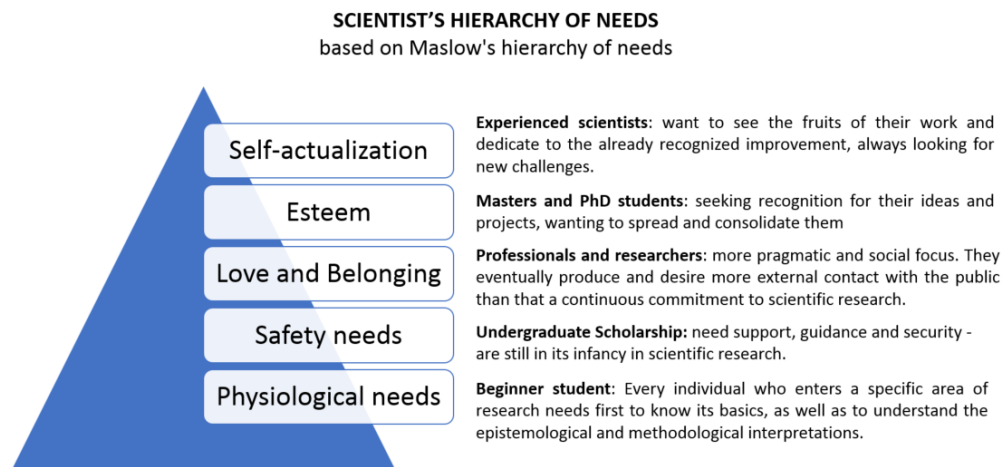 SCIENTIST'S HIERARCHY OF NEEDS
based on Maslow's hierarchy of needs
Self-actualization
Experienced scientists: want to see the fruits of their work and
dedicate to the already recognized improvement, always looking for
new challenges.
Esteem
Masters and PhD students: seeking recognition for their ideas and
projects, wanting to spread and consolidate them
Love and Belonging
Professionals and researchers: more pragmatic and social focus. They
eventually produce and desire more external contact with the public
than that a continuous commitment to scientific research.
Safety needs
Undergraduate Scholarship: need support, guidance and security -
are still in its infancy in scientific research.
Physiological needs
Beginner student: Every individual who enters a specific area of
research needs first to know its basics, as well as to understand the
epistemological and methodological interpretations.